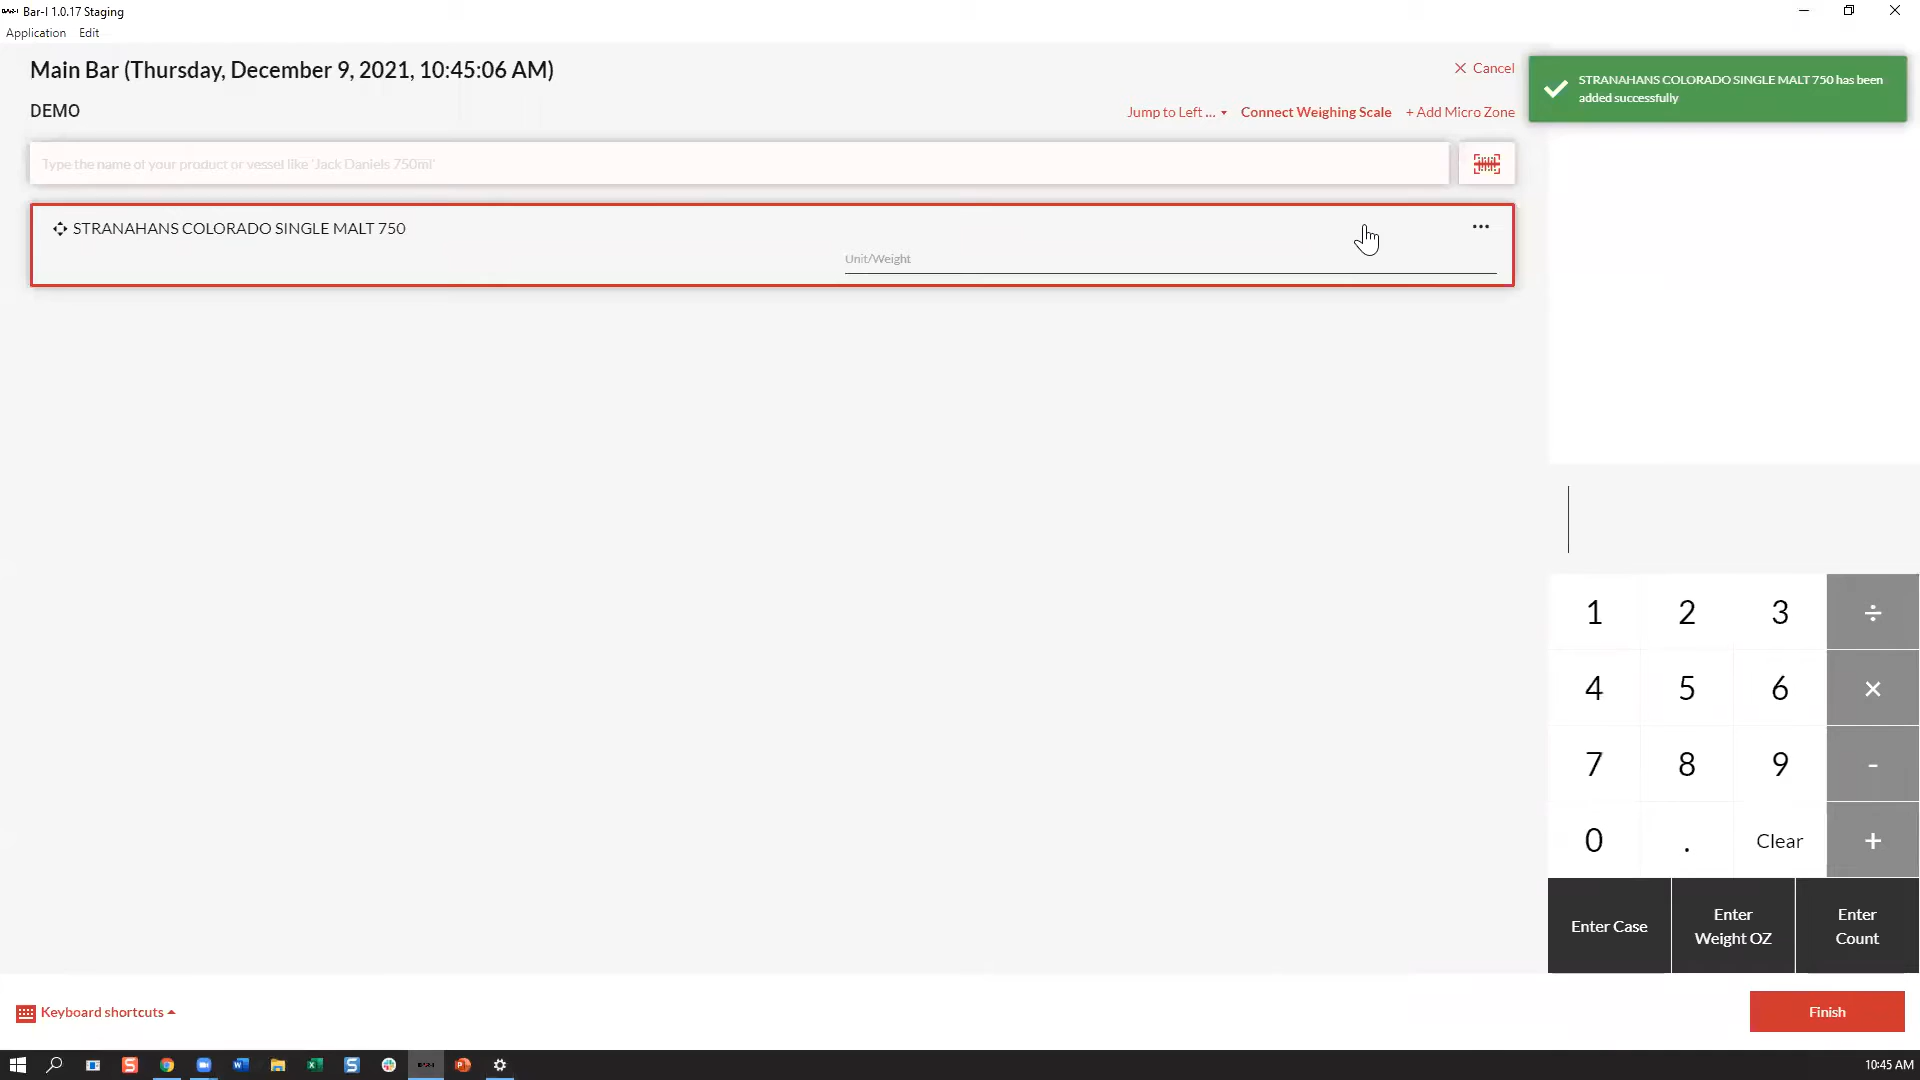 Bar-I 1.0.17 Staging
Application Edit
Main Bar (Thursday, December 9, 2021, 10:45:06 AM)
Cancel
STRANAHANS COLORADO SINGLE MALT 750 has been
added successfully
DEMO
Jump to Left ... Connect Weighing Scale + Add Micro Zone
Type the name of your product or vessel like 'Jack Daniels 750ml'
STRANAHANS COLORADO SINGLE MALT 750
...
Unit/Weight
1 2 3 ÷
4 5 6 ×
7 8 9 -
0 . Clear +
Enter Case
Enter
Weight OZ
Enter
Count
Keyboard shortcuts
Finish
10:45 AM